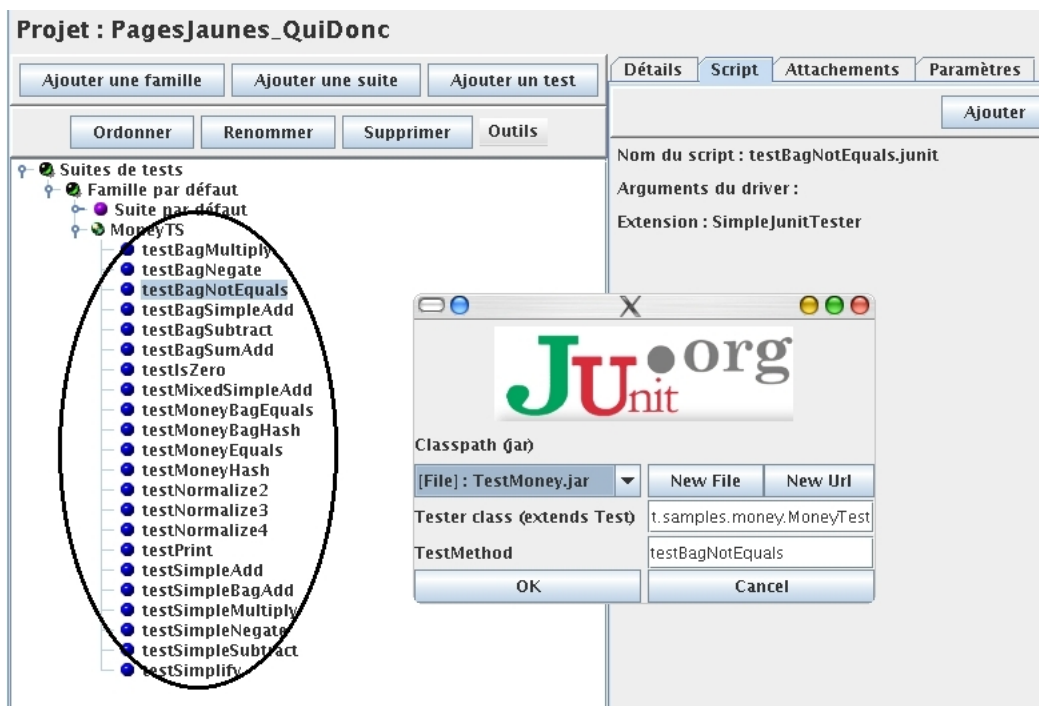 Projet : PagesJaunes_QuiDonc
Ajouter une famille
Ajouter une suite
Ajouter un test
Ordonner
Renommer
Supprimer
Outils
Suites de tests
Famille par défaut
Suite par défaut
MoneyTS
testBagMultiply
testBagNegate
testBagNotEquals
testBagSimpleAdd
testBagSubtract
testBagSumAdd
testIsZero
testMixedSimpleAdd
testMoneyBagEquals
testMoneyBagHash
testMoneyEquals
testMoneyHash
testNormalize2
testNormalize3
testNormalize4
testPrint
testSimpleAdd
testSimpleBagAdd
testSimpleMultiply
testSimpleNegate
testSimpleSubtract
testSimplify
Détails
Script
Attachements
Paramètres
Ajouter
Nom du script : testBagNotEquals.junit
Arguments du driver :
Extension : SimpleJunitTester
X
JUnit.org
Classpath (jar)
[File] : TestMoney.jar
New File
New Url
Tester class (extends Test)
t.samples.money.MoneyTest
TestMethod
testBagNotEquals
OK
Cancel